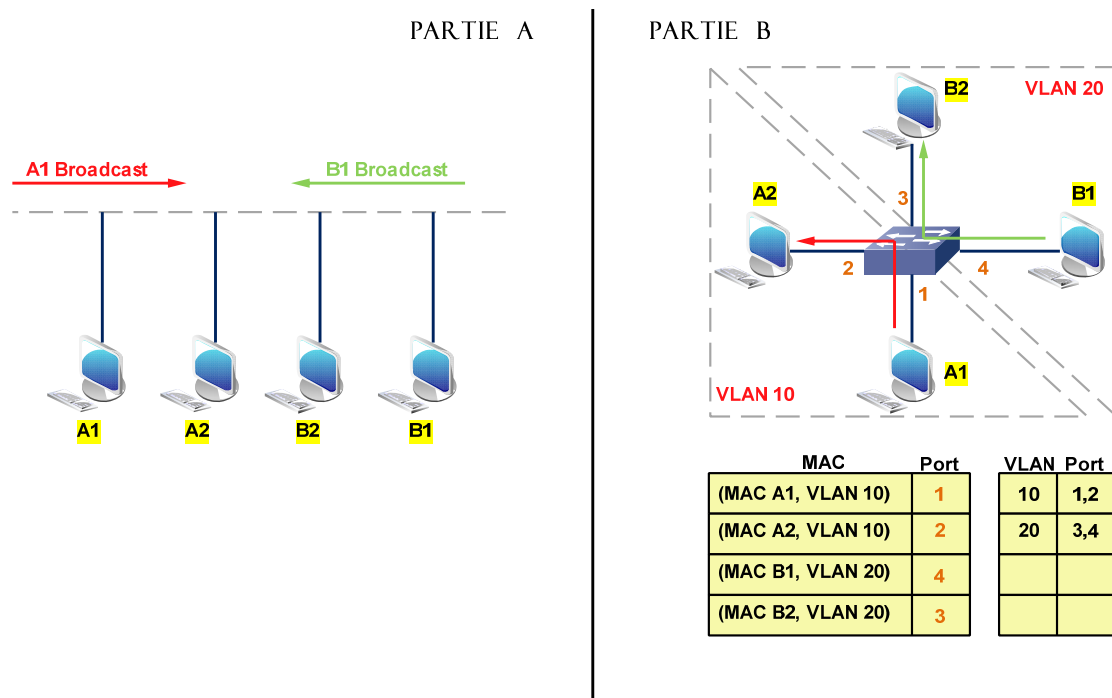 PARTIE A
A1 Broadcast
B1 Broadcast
A1
A2
B2
B1
PARTIE B
B2
VLAN 20
A2
B1
3
2
4
1
A1
VLAN 10
MAC Port
(MAC A1, VLAN 10) 1
(MAC A2, VLAN 10) 2
(MAC B1, VLAN 20) 4
(MAC B2, VLAN 20) 3
VLAN Port
10 1,2
20 3,4